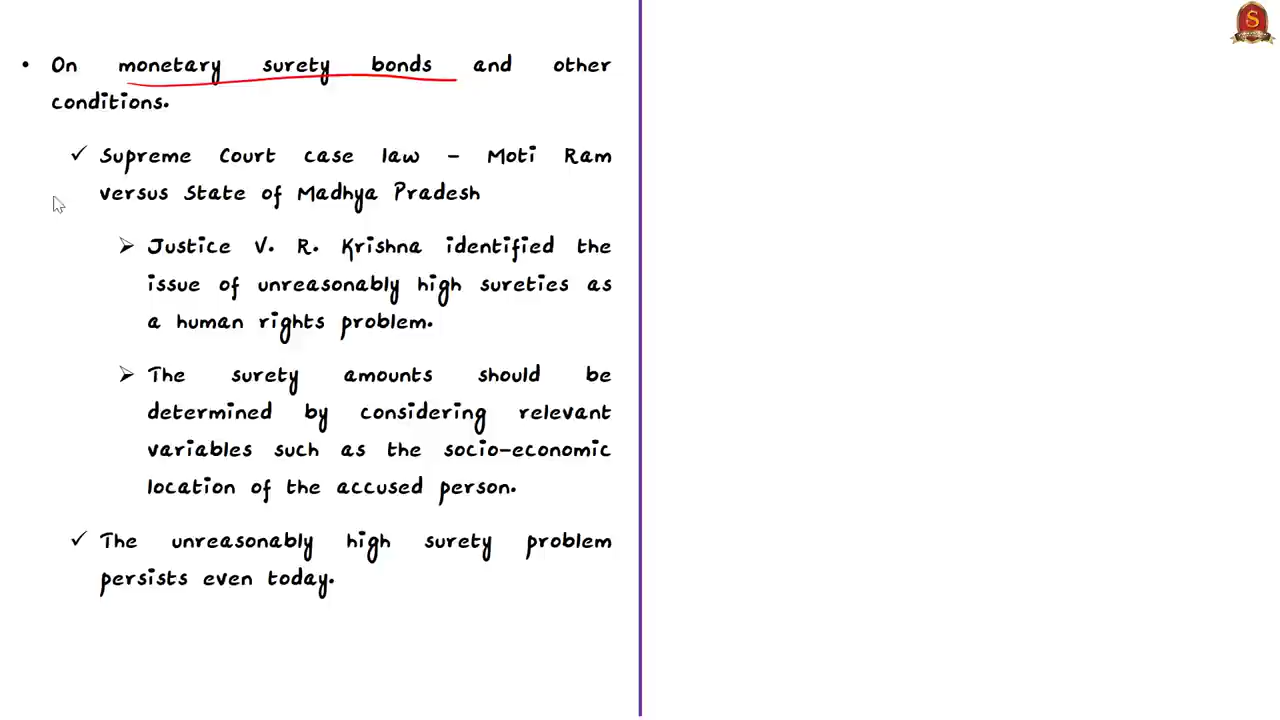 • On monetary surety bonds and other
conditions.
✓ Supreme Court case law – Moti Ram
versus State of Madhya Pradesh
➢ Justice V. R. Krishna identified the
issue of unreasonably high sureties as
a human rights problem.
➢ The surety amounts should be
determined by considering relevant
variables such as the socio-economic
location of the accused person.
✓ The unreasonably high surety problem
persists even today.
S